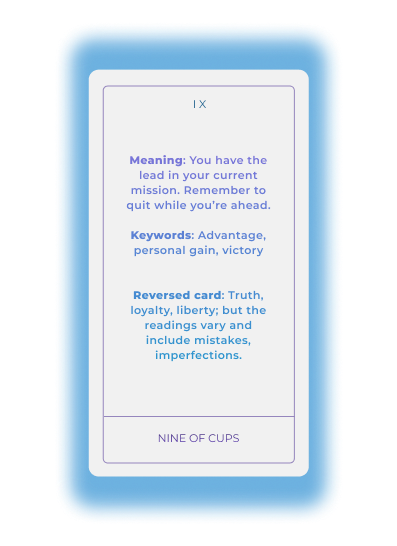 IX
Meaning: You have the
lead in your current
mission. Remember to
quit while you’re ahead.
Keywords: Advantage,
personal gain, victory
Reversed card: Truth,
loyalty, liberty; but the
readings vary and
include mistakes,
imperfections.
NINE OF CUPS